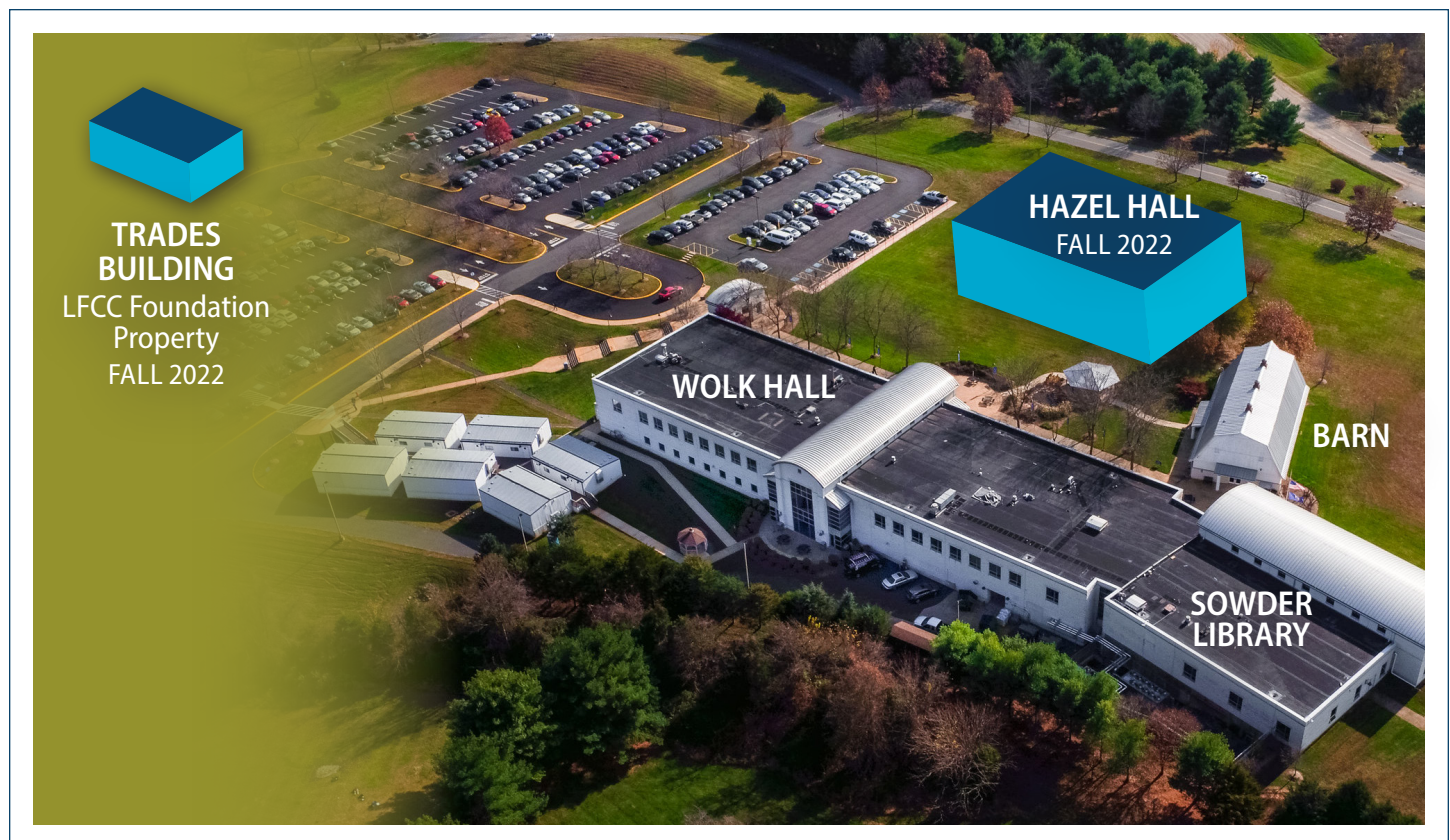 TRADES
BUILDING
LFCC Foundation
Property
FALL 2022
HAZEL HALL
FALL 2022
WOLK HALL
BARN
SOWDER
LIBRARY